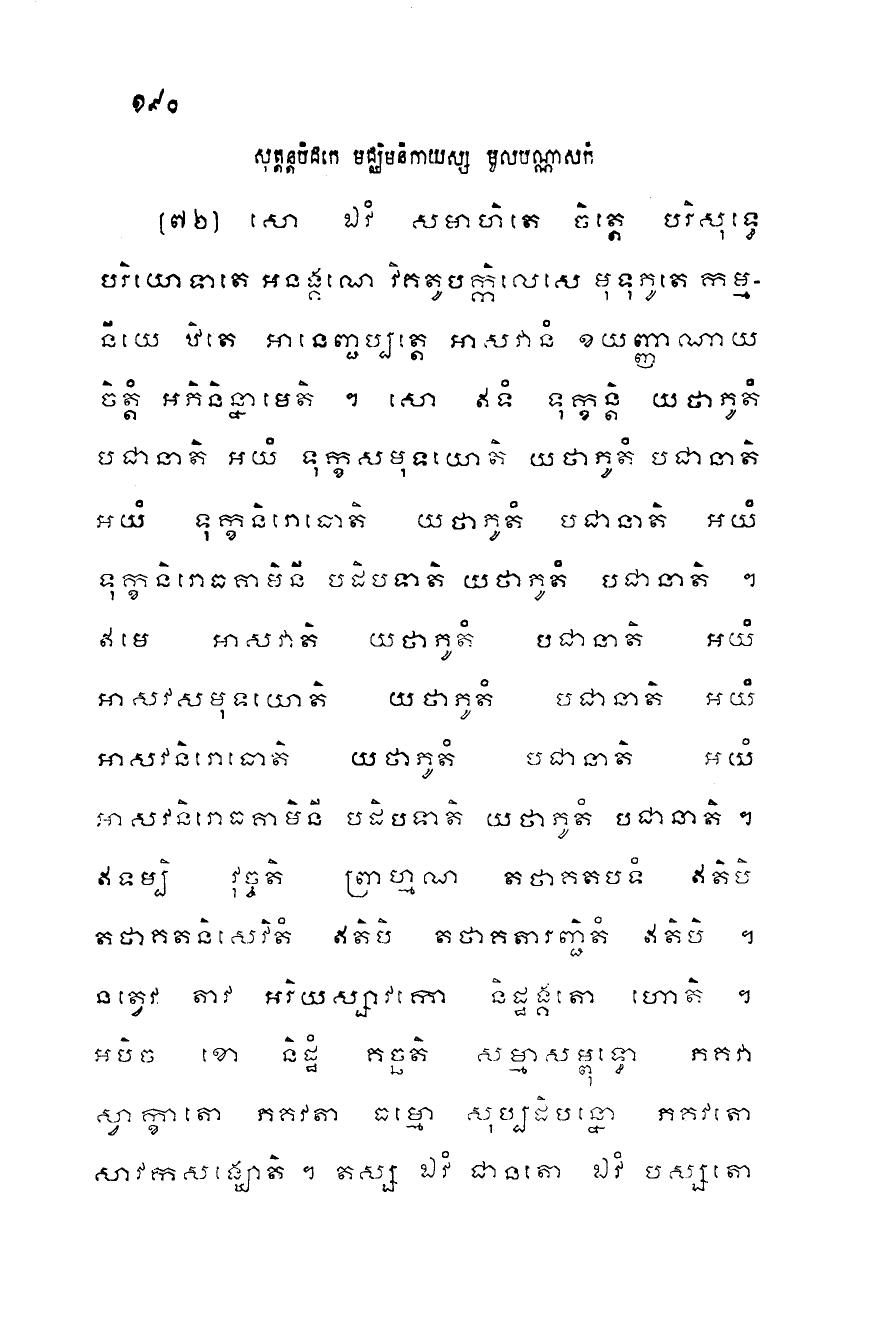 ១៩០
សុត្តន្តបិដកេ មជ្ឈិមនិកាយស្ស មូលបណ្ណាសកំ
[៧២] សោ ឯវំ សមាហិតេ ចិត្តេ បរិសុទ្ធេ
បរិយោទាតេ អនង្គណេ វិគតូបក្កិលេសេ មុទុភូតេ កម្ម-
នីយេ ឋិតេ អានេញ្ជប្បត្តេ អាសវានំ ខយញ្ញាណាយ
ចិត្តំ អភិនិន្នាមេតិ ។ សោ ឥទំ ទុក្ខន្តិ យថាភូតំ
បជានាតិ អយំ ទុក្ខសមុទយោតិ យថាភូតំ បជានាតិ
អយំ ទុក្ខនិរោធោតិ យថាភូតំ បជានាតិ អយំ
ទុក្ខនិរោធគាមិនី បដិបទាតិ យថាភូតំ បជានាតិ ។
ឥមេ អាសវាតិ យថាភូតំ បជានាតិ អយំ
អាសវសមុទយោតិ យថាភូតំ បជានាតិ អយំ
អាសវនិរោធោតិ យថាភូតំ បជានាតិ អយំ
អាសវនិរោធគាមិនី បដិបទាតិ យថាភូតំ បជានាតិ ។
ឥទម្បិ វុច្ចតិ ព្រាហ្មណ តថាគតបទំ ឥតិបិ
តថាគតនិសេវិតំ ឥតិបិ តថាគតារញ្ជិតំ ឥតិបិ ។
នត្វេវ តាវ អរិយស្សាវកោ និដ្ឋង្គតោ ហោតិ ។
អបិច ខោ និដ្ឋំ គច្ឆតិ សម្មាសម្ពុទ្ធោ ភគវា
ស្វាក្ខាតោ ភគវតា ធម្មោ សុប្បដិបន្នោ ភគវតោ
សាវកសង្ឃោតិ ។ តស្ស ឯវំ ជានតោ ឯវំ បស្សតោ